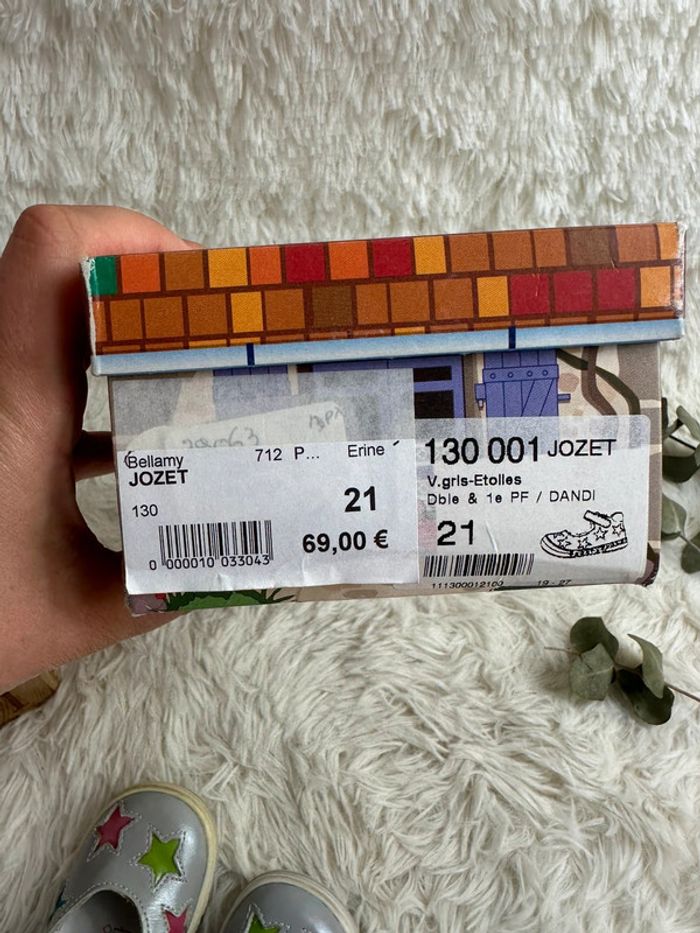 Bellamy 712 P... Erine
JOZET
130 21
0 000010 033043 69,00 €
130 001 JOZET
V.gris-Etoiles
Dble & 1e PF / DANDI
21
111300012100 19 - 27